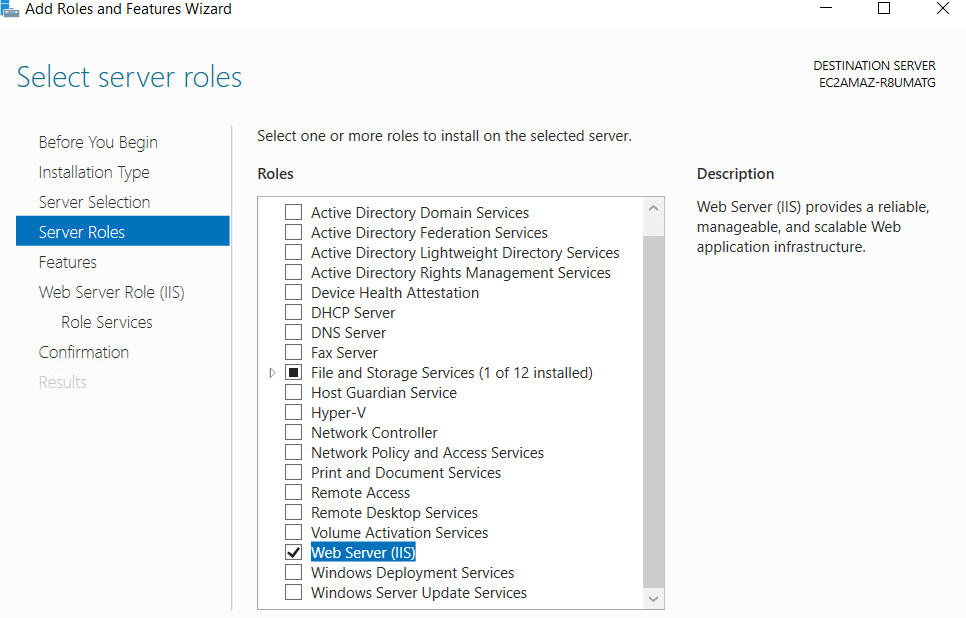 Add Roles and Features Wizard
Select server roles
DESTINATION SERVER
EC2AMAZ-R8UMATG
Before You Begin
Installation Type
Server Selection
Server Roles
Features
Web Server Role (IIS)
Role Services
Confirmation
Results
Select one or more roles to install on the selected server.
Roles
Active Directory Domain Services
Active Directory Federation Services
Active Directory Lightweight Directory Services
Active Directory Rights Management Services
Device Health Attestation
DHCP Server
DNS Server
Fax Server
File and Storage Services (1 of 12 installed)
Host Guardian Service
Hyper-V
Network Controller
Network Policy and Access Services
Print and Document Services
Remote Access
Remote Desktop Services
Volume Activation Services
Web Server (IIS)
Windows Deployment Services
Windows Server Update Services
Description
Web Server (IIS) provides a reliable,
manageable, and scalable Web
application infrastructure.